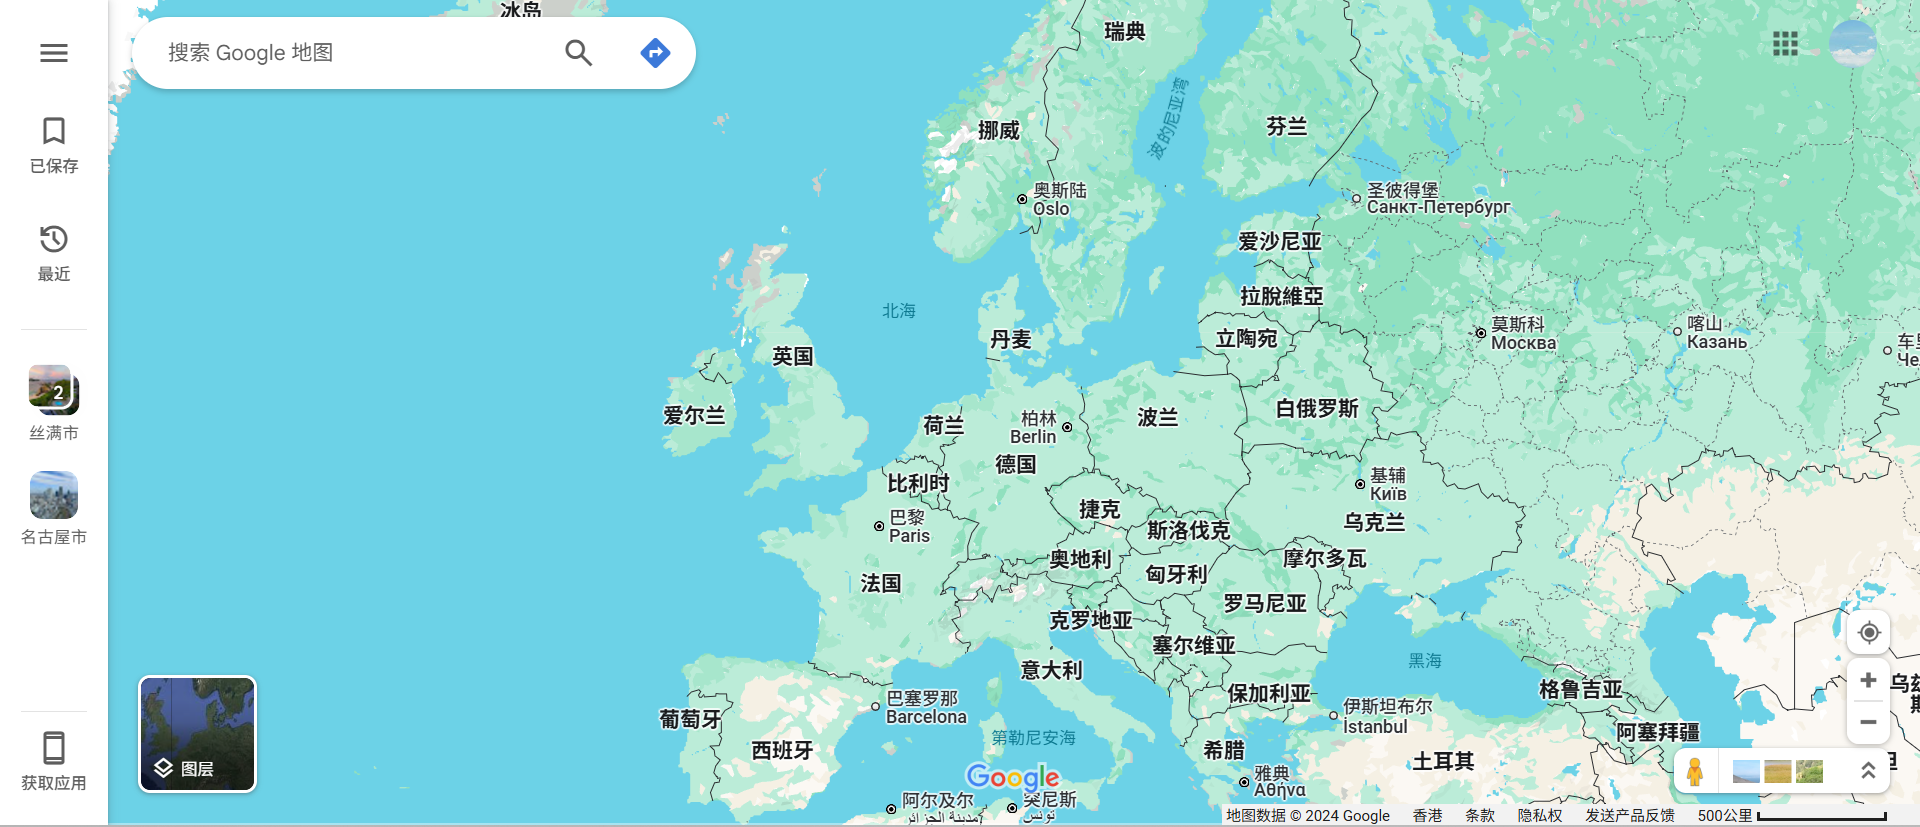 冰岛
瑞典
搜索 Google 地图
波的尼亚湾
挪威
芬兰
已保存
奥斯陆
Oslo
圣彼得堡
Санкт-Петербург
爱沙尼亚
最近
拉脫維亞
北海
丹麦
立陶宛
莫斯科
Москва
喀山
Казань
英国
2
爱尔兰
荷兰
柏林
Berlin
波兰
白俄罗斯
丝满市
德国
比利时
基辅
Київ
捷克
巴黎
Paris
斯洛伐克
乌克兰
名古屋市
奥地利
匈牙利
摩尔多瓦
法国
罗马尼亚
克罗地亚
塞尔维亚
意大利
黑海
保加利亚
格鲁吉亚
巴塞罗那
Barcelona
伊斯坦布尔
İstanbul
葡萄牙
阿塞拜疆
第勒尼安海
西班牙
希腊
土耳其
图层
获取应用
Google
雅典
Αθήνα
阿尔及尔
مدينة الجزائر
突尼斯
تونس
地图数据 © 2024 Google 香港 条款 隐私权 发送产品反馈 500公里